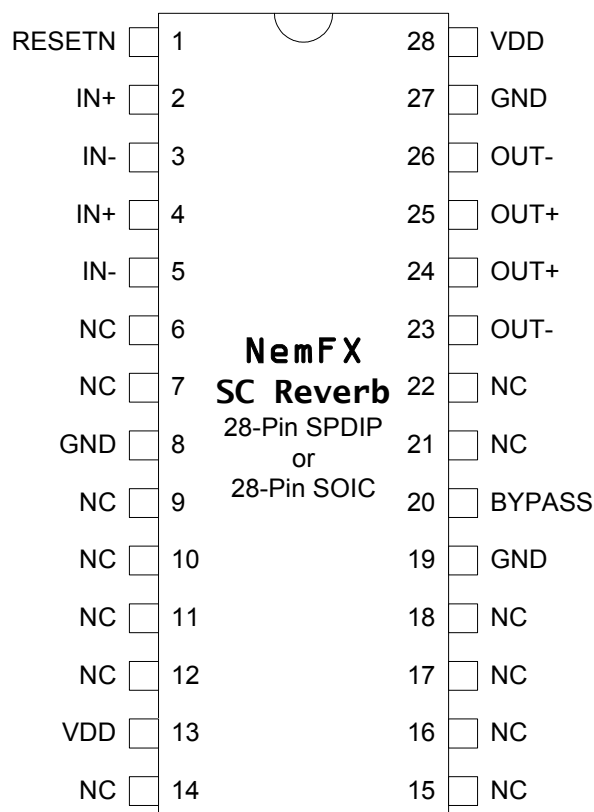 RESETN 1 28 VDD
IN+ 2 27 GND
IN- 3 26 OUT-
IN+ 4 25 OUT+
IN- 5 24 OUT+
NC 6 23 OUT-
NemFX
NC 7 SC Reverb 22 NC
28-Pin SPDIP
GND 8 or 21 NC
28-Pin SOIC
NC 9 20 BYPASS
NC 10 19 GND
NC 11 18 NC
NC 12 17 NC
VDD 13 16 NC
NC 14 15 NC